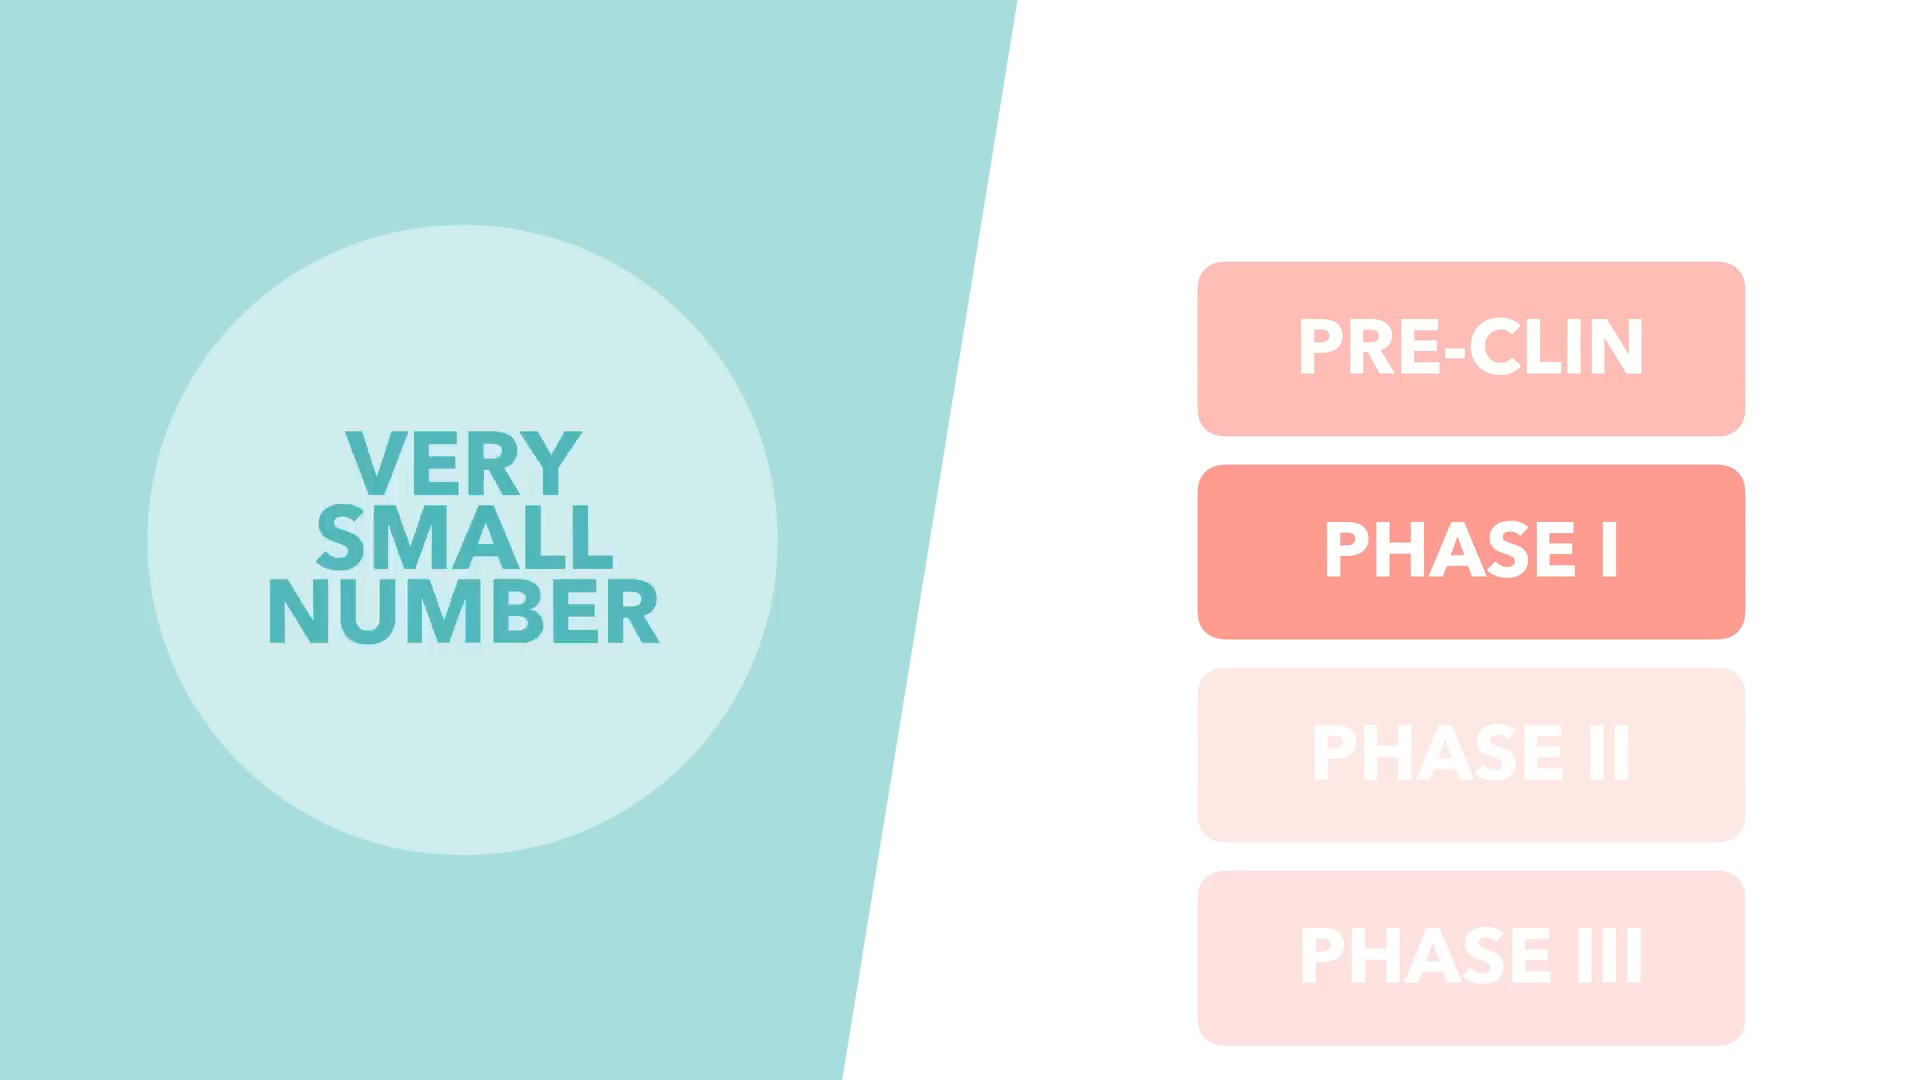 VERY
SMALL
NUMBER
PRE-CLIN
PHASE I
PHASE II
PHASE III